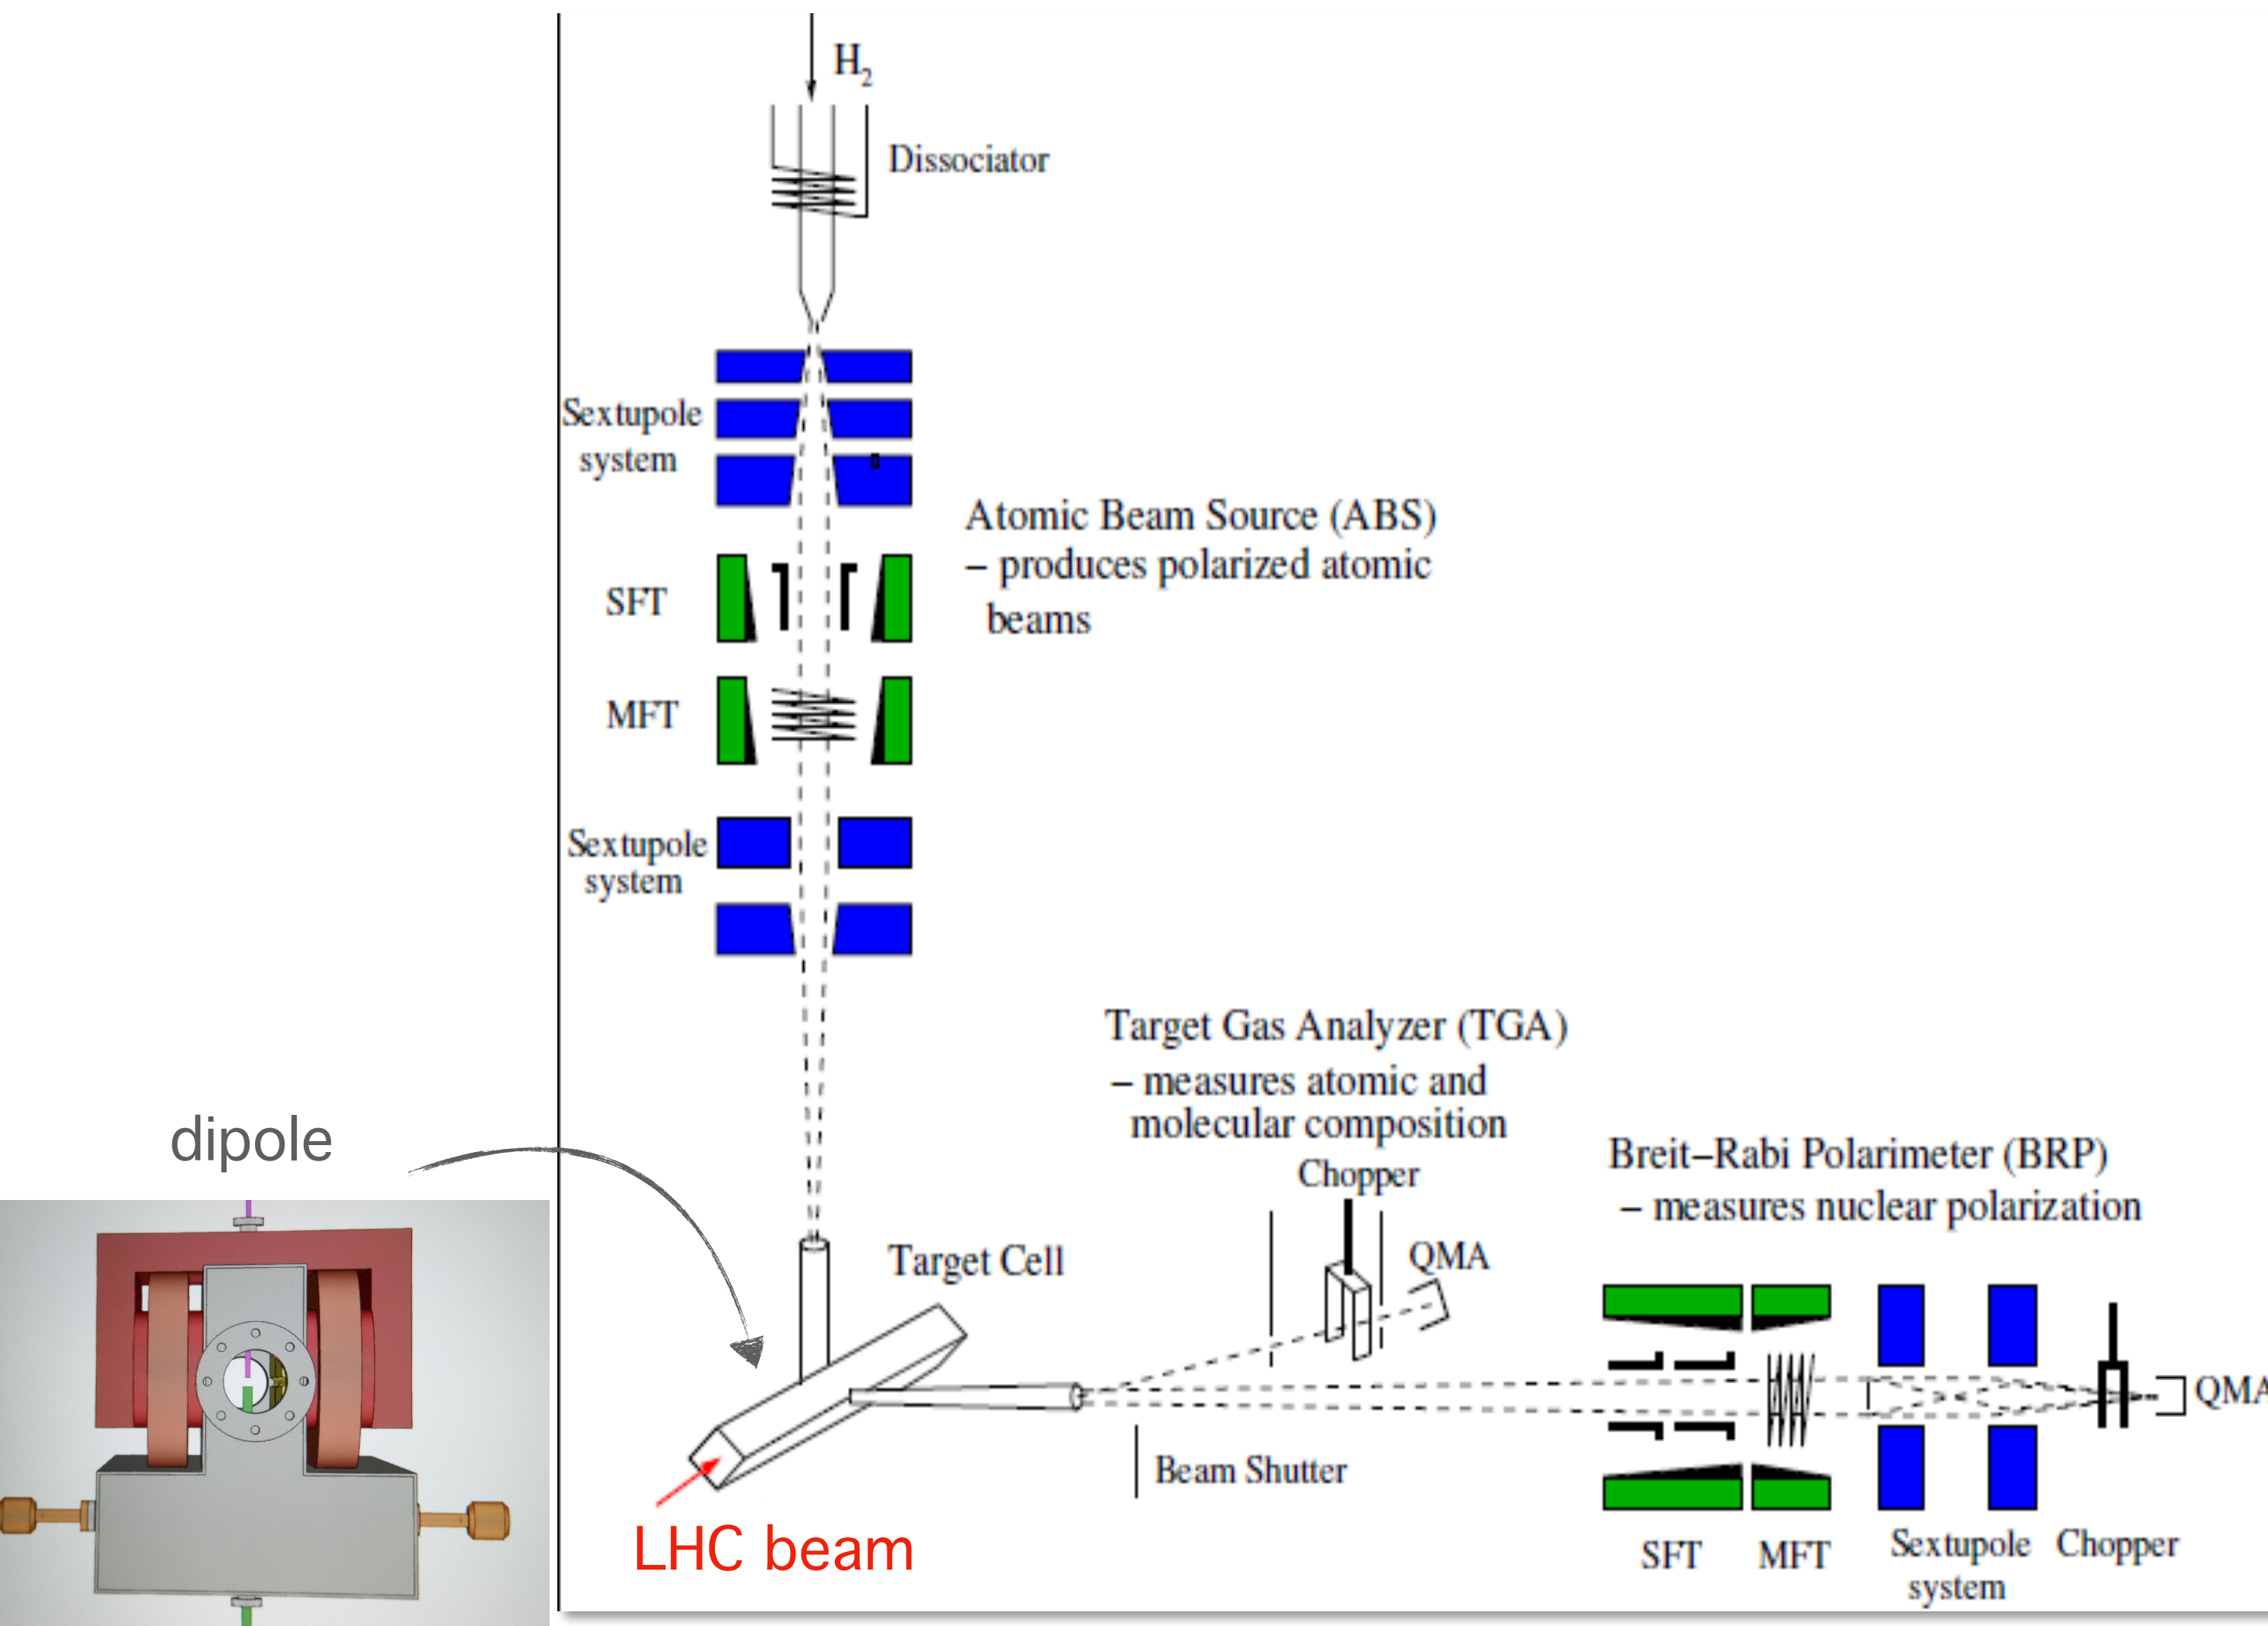 H2
Dissociator
Sextupole
system
Atomic Beam Source (ABS)
– produces polarized atomic
beams
SFT
MFT
Sextupole
system
Target Gas Analyzer (TGA)
– measures atomic and
molecular composition
Chopper
QMA
dipole
Target Cell
Breit–Rabi Polarimeter (BRP)
– measures nuclear polarization
QMA
Beam Shutter
LHC beam
SFT
MFT
Sextupole
system
Chopper